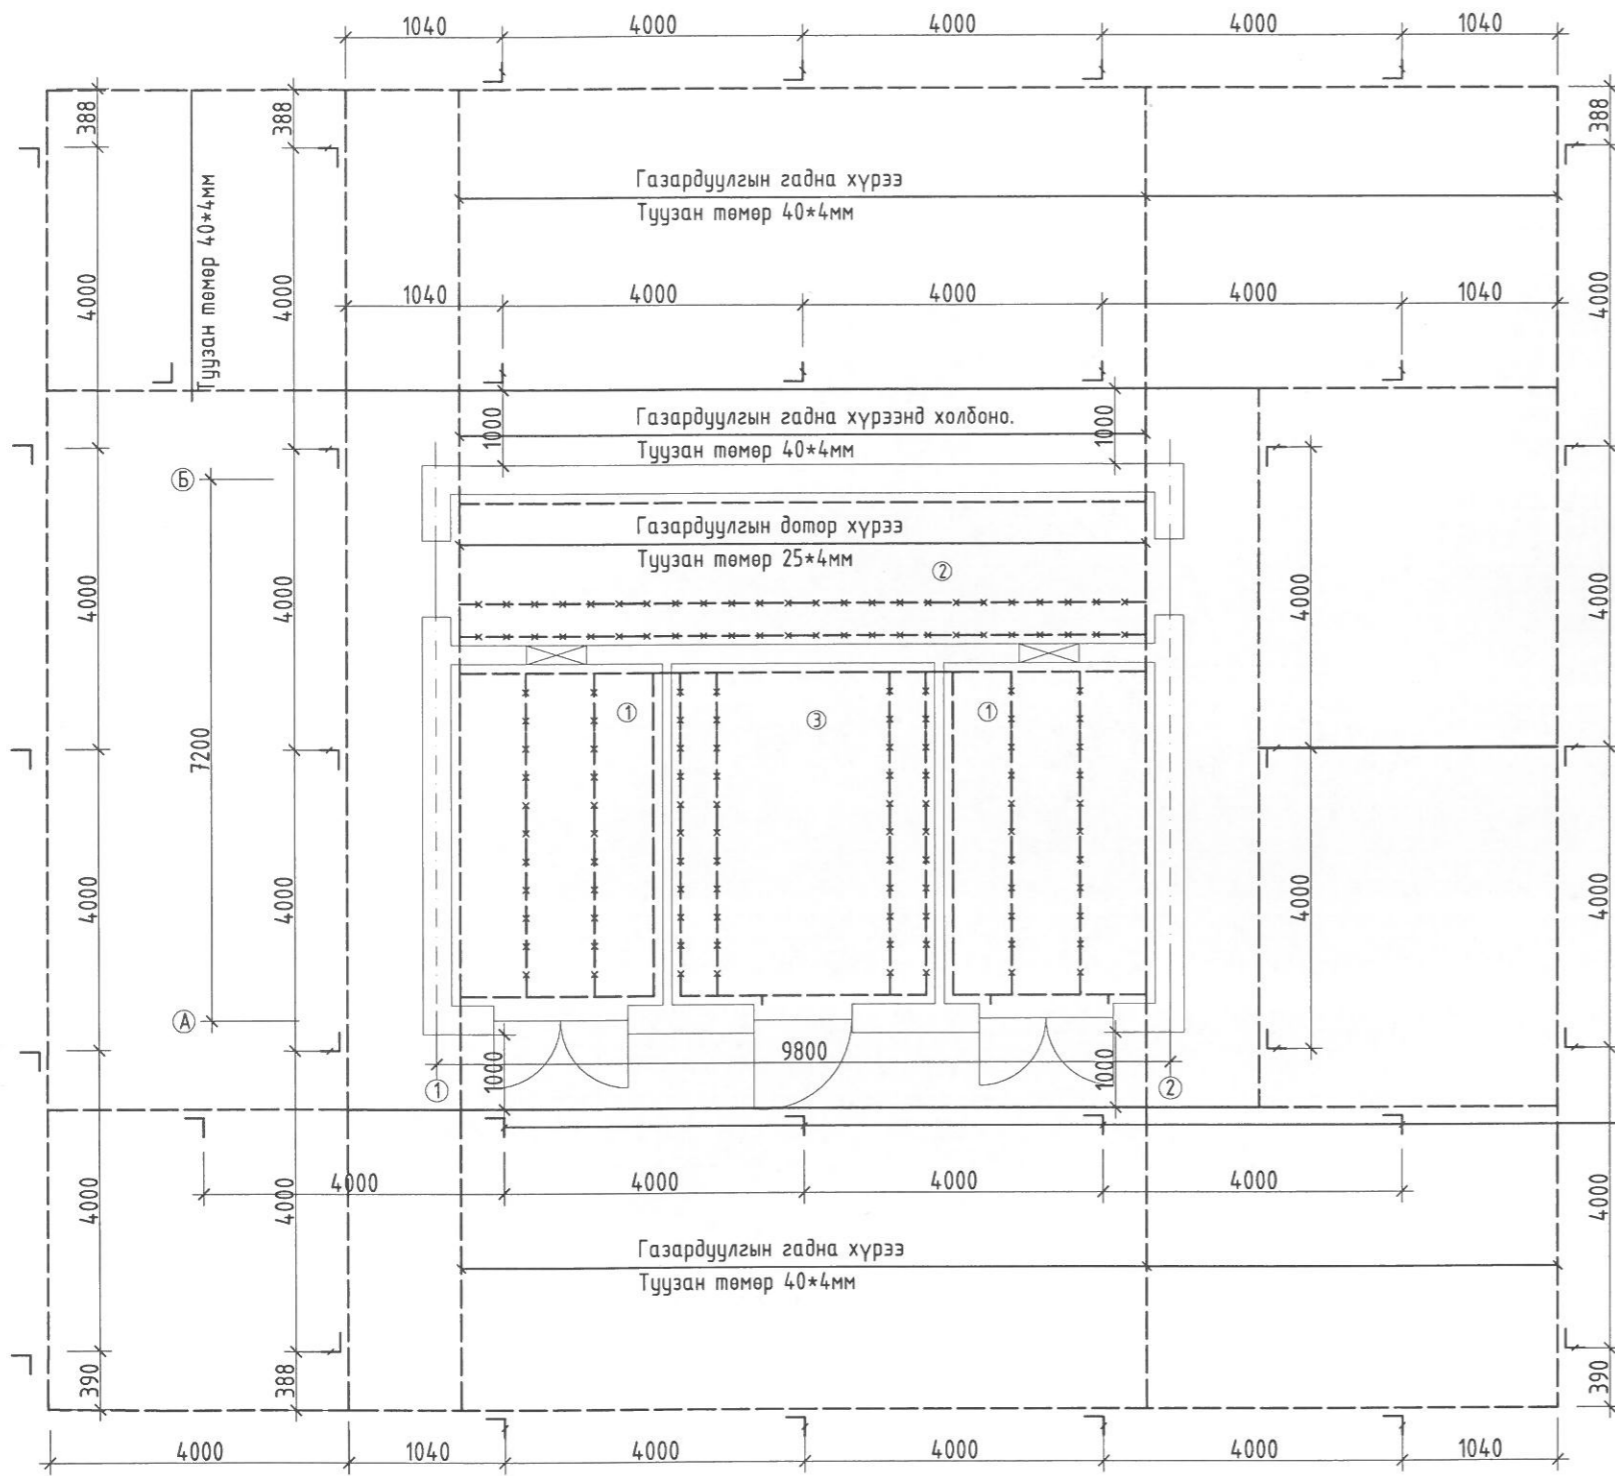 1040 4000 4000 4000 1040
388 388 388
Туузан төмөр 40*4мм
Газардуулгын гадна хүрээ
Туузан төмөр 40*4мм
4000 4000 4000
1040 4000 4000 4000 1040
1000 1000
Газардуулгын гадна хүрээнд холбоно.
Туузан төмөр 40*4мм
Б
Газардуулгын дотор хүрээ
Туузан төмөр 25*4мм
2
4000 4000 4000 4000
1 3 1
7200
4000 4000 4000 4000
А
1000 9800 1000
1 2
4000 4000 4000 4000 4000 4000 4000
Газардуулгын гадна хүрээ
Туузан төмөр 40*4мм
390 388 390
4000 1040 4000 4000 4000 1040